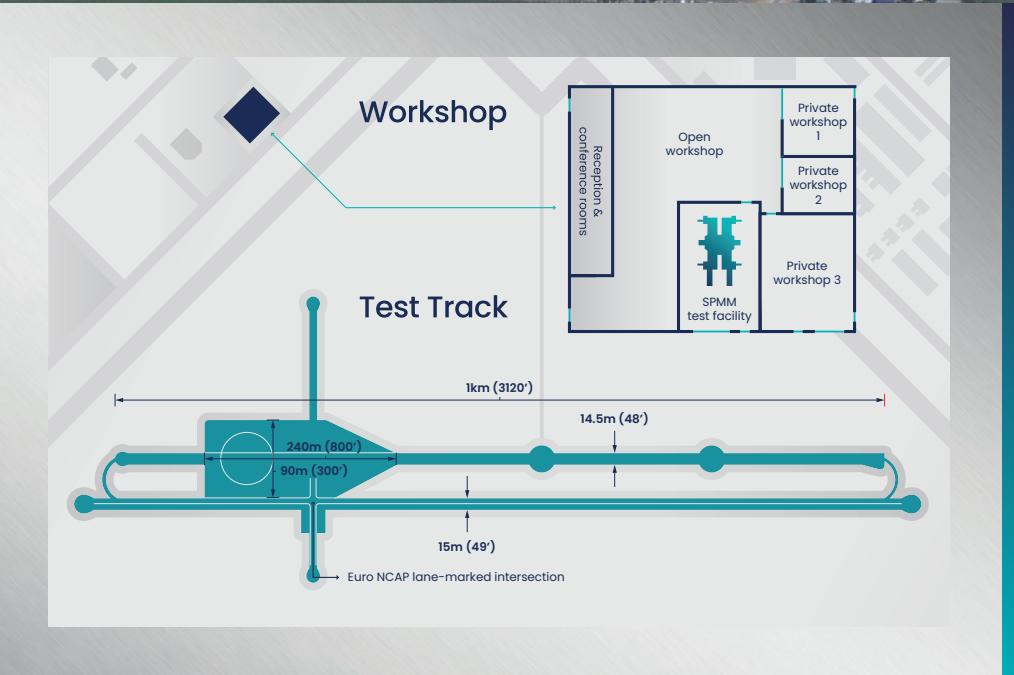 Workshop
Reception &
conference rooms
Open
workshop
Private
workshop
1
Private
workshop
2
Private
workshop 3
SPMM
test facility
Test Track
1km (3120’)
14.5m (48’)
240m (800’)
90m (300’)
15m (49’)
Euro NCAP lane-marked intersection